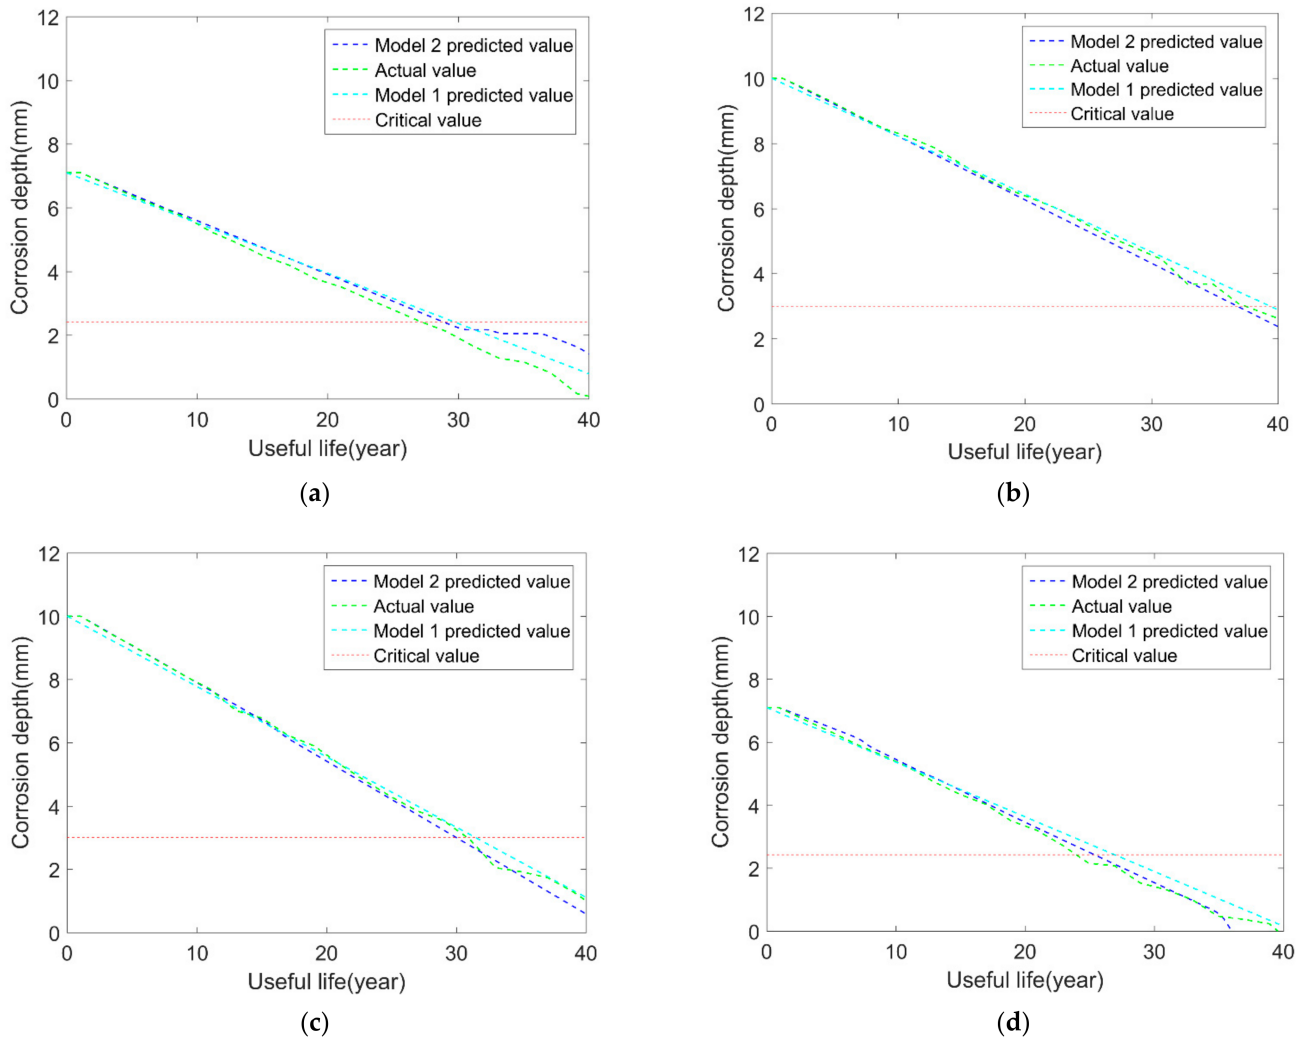 12
10
8
6
4
2
0
Corrosion depth(mm)
Model 2 predicted value
Actual value
Model 1 predicted value
Critical value
0 10 20 30 40
Useful life(year)
(a)
12
10
8
6
4
2
0
Corrosion depth(mm)
Model 2 predicted value
Actual value
Model 1 predicted value
Critical value
0 10 20 30 40
Useful life(year)
(b)
12
10
8
6
4
2
0
Corrosion depth(mm)
Model 2 predicted value
Actual value
Model 1 predicted value
Critical value
0 10 20 30 40
Useful life(year)
(c)
12
10
8
6
4
2
0
Corrosion depth(mm)
Model 2 predicted value
Actual value
Model 1 predicted value
Critical value
0 10 20 30 40
Useful life(year)
(d)